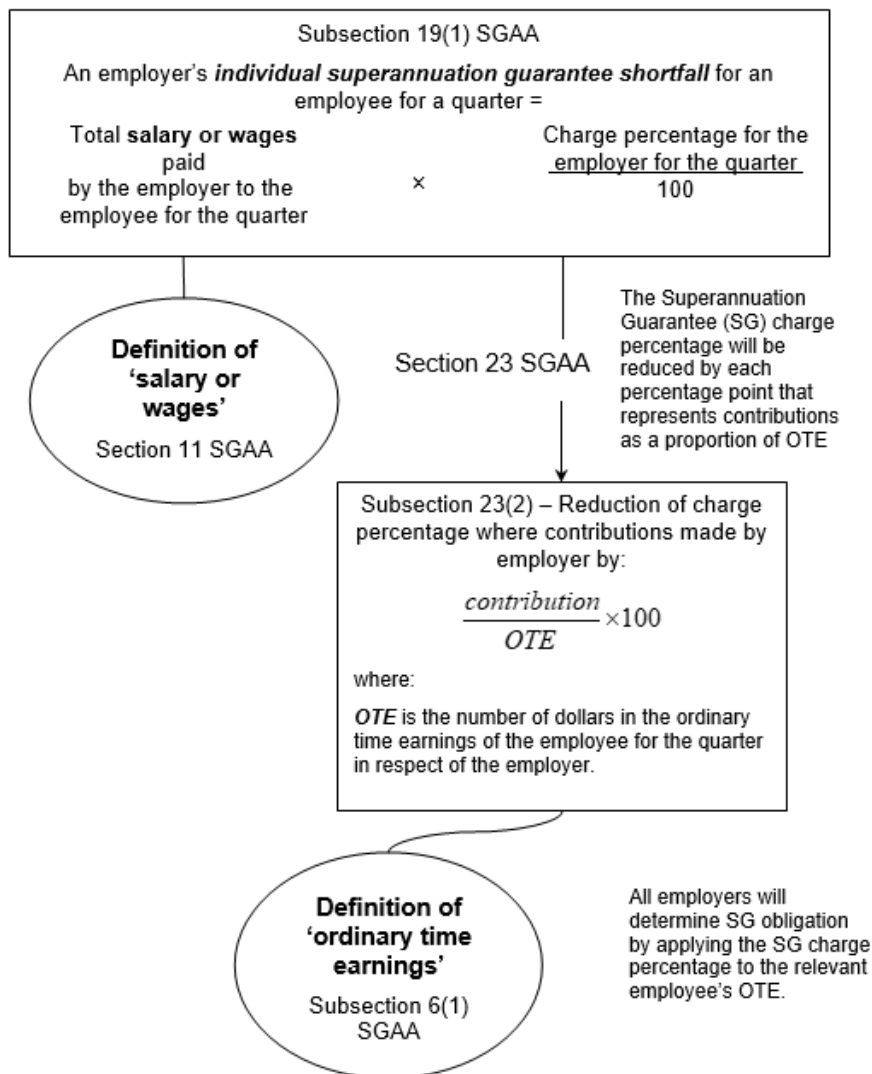 Subsection 19(1) SGAA
An employer's individual superannuation guarantee shortfall for an
employee for a quarter =
Total salary or wages
paid
by the employer to the
employee for the quarter
×
Charge percentage for the
employer for the quarter
100
Definition of
'salary or
wages'
Section 11 SGAA
Section 23 SGAA
The Superannuation
Guarantee (SG) charge
percentage will be
reduced by each
percentage point that
represents contributions
as a proportion of OTE
Subsection 23(2) – Reduction of charge
percentage where contributions made by
employer by:
contribution
OTE
×100
where:
OTE is the number of dollars in the ordinary
time earnings of the employee for the quarter
in respect of the employer.
Definition of
'ordinary time
earnings'
Subsection 6(1)
SGAA
All employers will
determine SG obligation
by applying the SG charge
percentage to the relevant
employee's OTE.